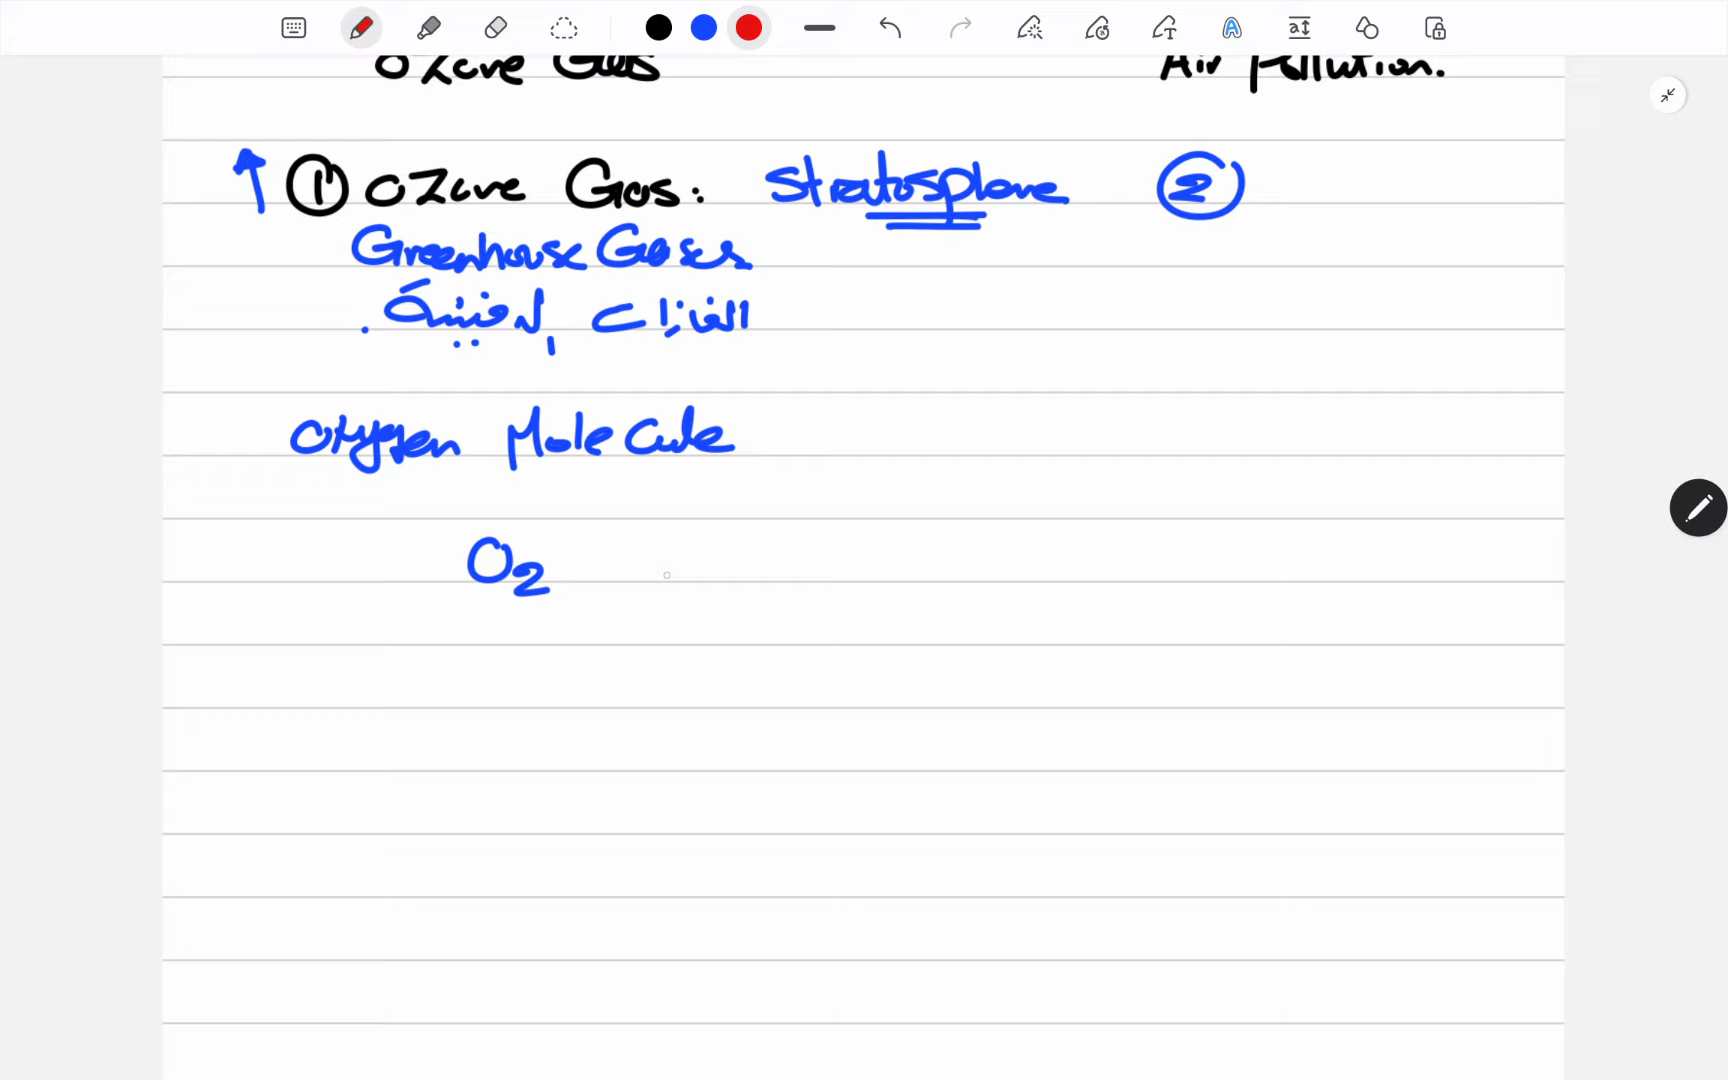 Ozone Gas Air pollution.
① Ozone Gas: Stratosphere ②
Greenhouse Gases
الغازات الدفيئة.
Oxygen Molecule
O₂